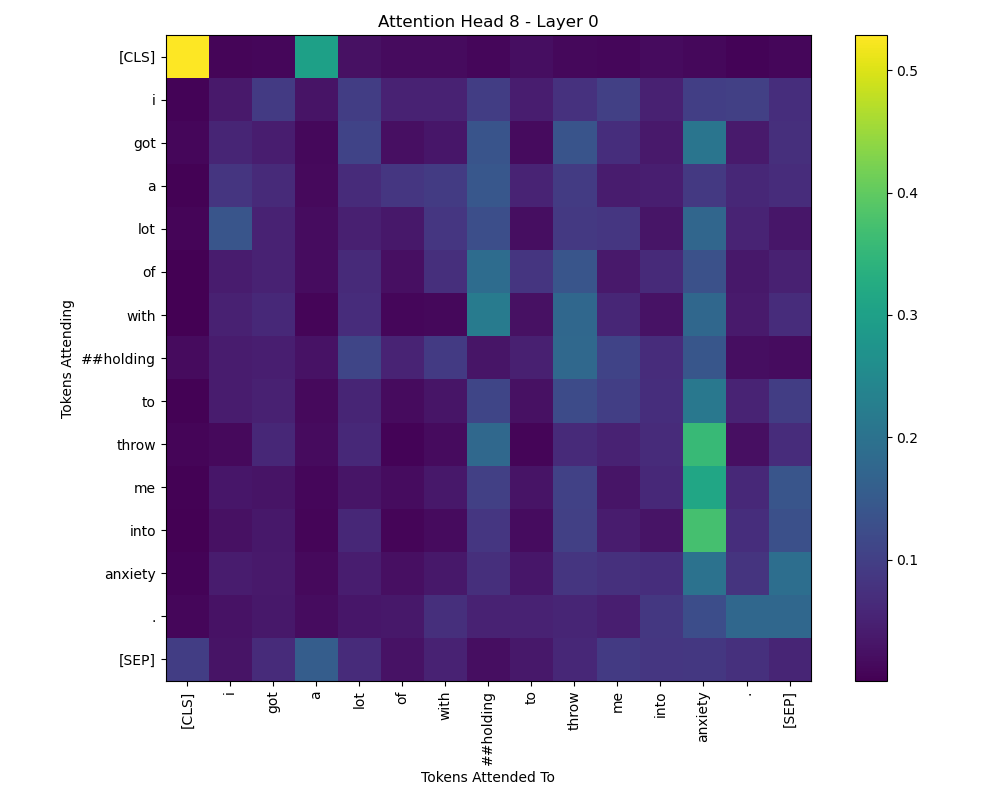 Attention Head 8 - Layer 0
[CLS]
i
got
a
lot
of
with
##holding
to
throw
me
into
anxiety
.
[SEP]
Tokens Attending
[CLS]
i
got
a
lot
of
with
##holding
to
throw
me
into
anxiety
.
[SEP]
Tokens Attended To
0.5
0.4
0.3
0.2
0.1